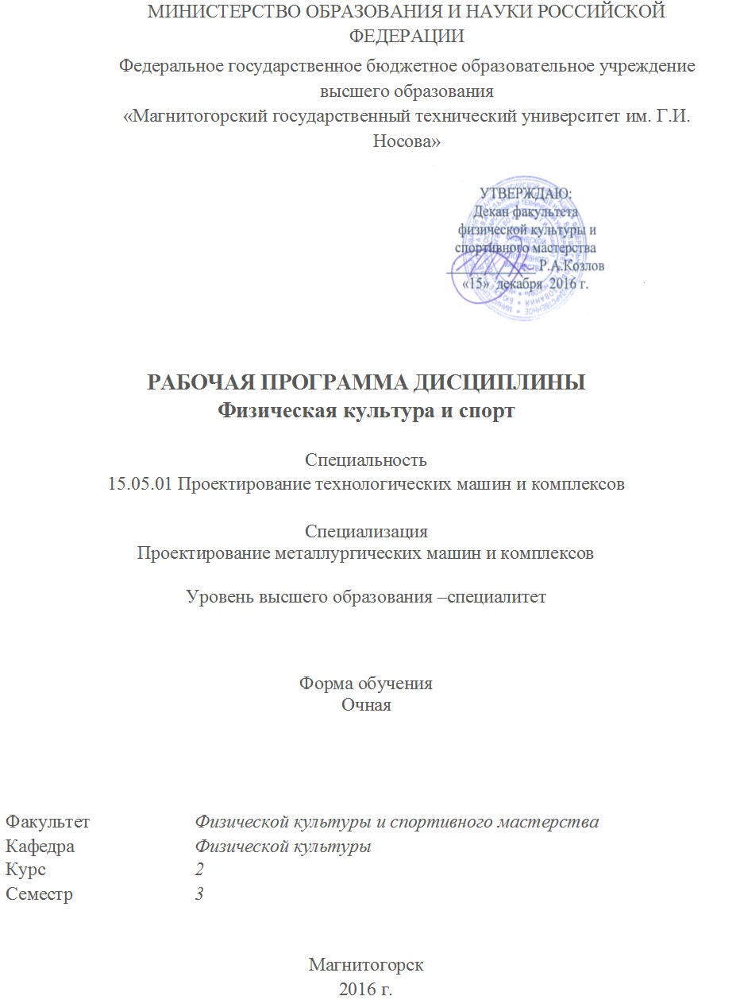 МИНИСТЕРСТВО ОБРАЗОВАНИЯ И НАУКИ РОССИЙСКОЙ
ФЕДЕРАЦИИ
Федеральное государственное бюджетное образовательное учреждение
высшего образования
«Магнитогорский государственный технический университет им. Г.И.
Носова»
УТВЕРЖДАЮ:
Декан факультета
физической культуры и
спортивного мастерства
Р.А.Козлов
«15» декабря 2016 г.
РАБОЧАЯ ПРОГРАММА ДИСЦИПЛИНЫ
Физическая культура и спорт
Специальность
15.05.01 Проектирование технологических машин и комплексов
Специализация
Проектирование металлургических машин и комплексов
Уровень высшего образования –специалитет
Форма обучения
Очная
Факультет Физической культуры и спортивного мастерства
Кафедра Физической культуры
Курс 2
Семестр 3
Магнитогорск
2016 г.